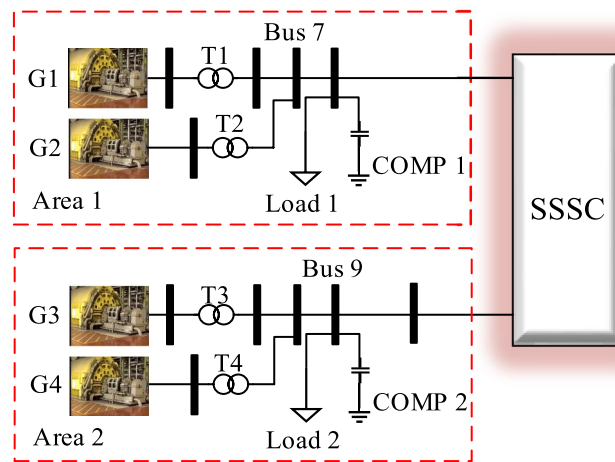 Bus 7
G1
T1
G2
T2
COMP 1
Area 1
Load 1
SSSC
Bus 9
G3
T3
G4
T4
COMP 2
Area 2
Load 2